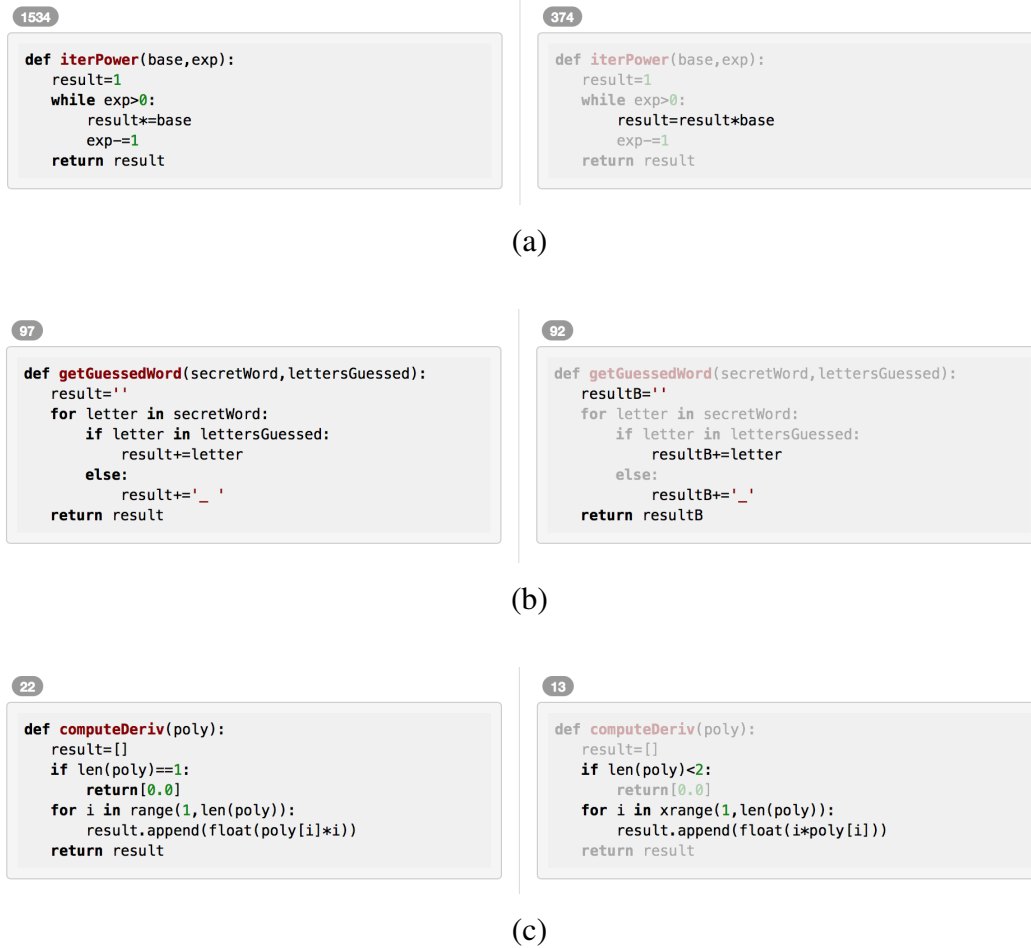 1534
def iterPower(base,exp):
    result=1
    while exp>0:
        result*=base
        exp-=1
    return result
374
def iterPower(base,exp):
    result=1
    while exp>0:
        result=result*base
        exp-=1
    return result
(a)
97
def getGuessedWord(secretWord,lettersGuessed):
    result=''
    for letter in secretWord:
        if letter in lettersGuessed:
            result+=letter
        else:
            result+='_ '
    return result
92
def getGuessedWord(secretWord,lettersGuessed):
    resultB=''
    for letter in secretWord:
        if letter in lettersGuessed:
            resultB+=letter
        else:
            resultB+='_'
    return resultB
(b)
22
def computeDeriv(poly):
    result=[]
    if len(poly)==1:
        return[0.0]
    for i in range(1,len(poly)):
        result.append(float(poly[i]*i))
    return result
13
def computeDeriv(poly):
    result=[]
    if len(poly)<2:
        return[0.0]
    for i in xrange(1,len(poly)):
        result.append(float(i*poly[i]))
    return result
(c)